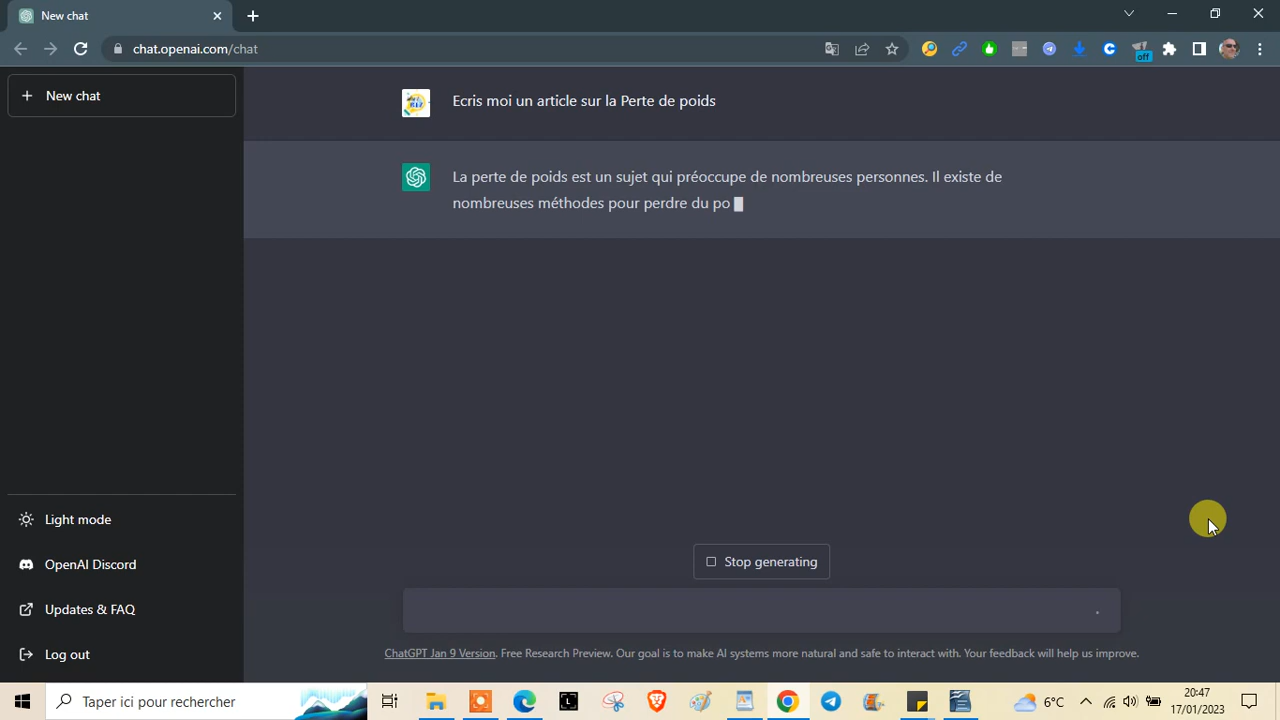 New chat
chat.openai.com/chat
off
New chat
Ecris moi un article sur la Perte de poids
La perte de poids est un sujet qui préoccupe de nombreuses personnes. Il existe de
nombreuses méthodes pour perdre du po
Light mode
OpenAI Discord
Updates & FAQ
Log out
Stop generating
ChatGPT Jan 9 Version. Free Research Preview. Our goal is to make AI systems more natural and safe to interact with. Your feedback will help us improve.
Taper ici pour rechercher
6°C
20:47
17/01/2023